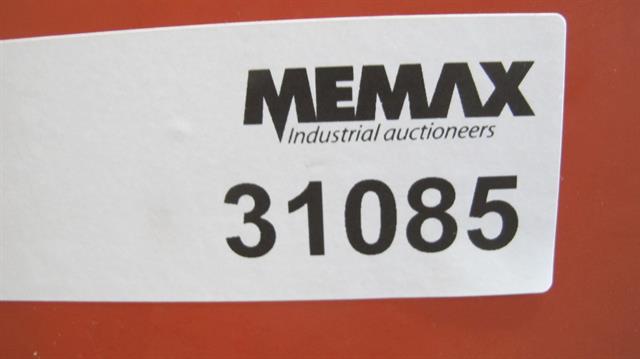 MEMAX
Industrial auctioneers
31085